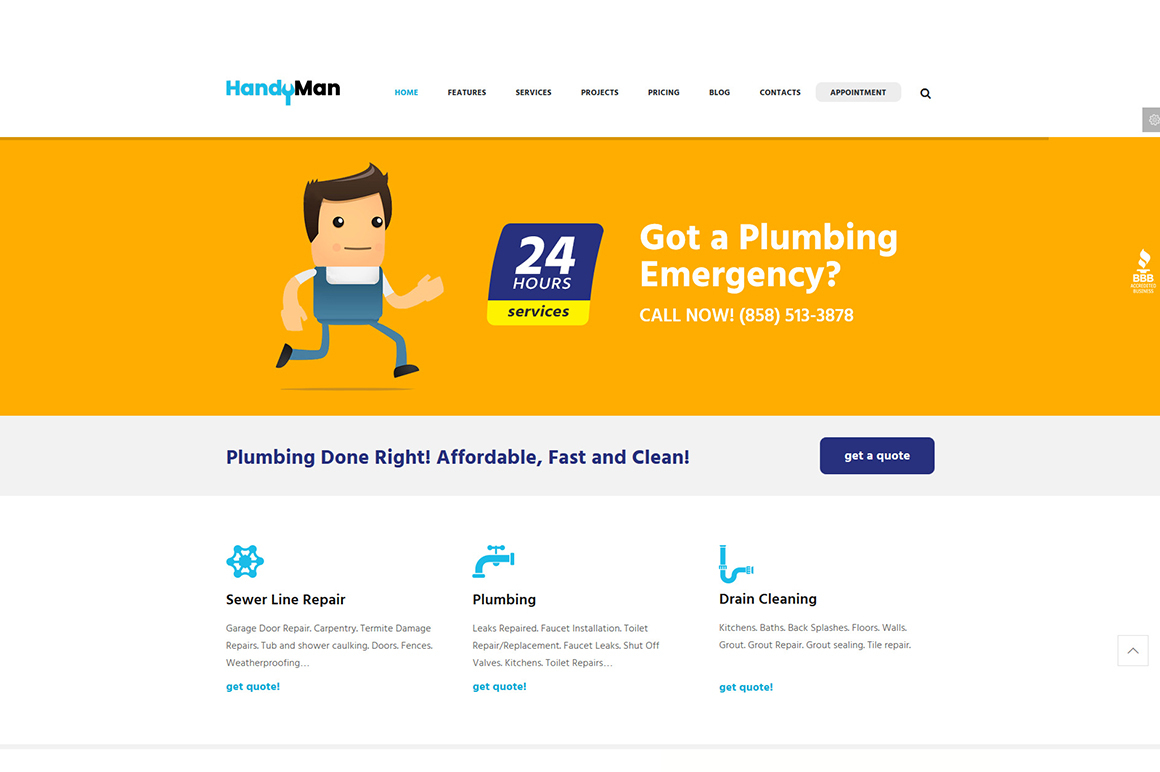 HandyMan
HOME FEATURES SERVICES PROJECTS PRICING BLOG CONTACTS APPOINTMENT
24
HOURS
services
Got a Plumbing
Emergency?
CALL NOW! (858) 513-3878
BBB
ACCREDITED
BUSINESS
Plumbing Done Right! Affordable, Fast and Clean!
get a quote
Sewer Line Repair
Garage Door Repair. Carpentry. Termite Damage
Repairs. Tub and shower caulking. Doors. Fences.
Weatherproofing…
get quote!
Plumbing
Leaks Repaired. Faucet Installation. Toilet
Repair/Replacement. Faucet Leaks. Shut Off
Valves. Kitchens. Toilet Repairs…
get quote!
Drain Cleaning
Kitchens. Baths. Back Splashes. Floors. Walls.
Grout. Grout Repair. Grout sealing. Tile repair.
get quote!